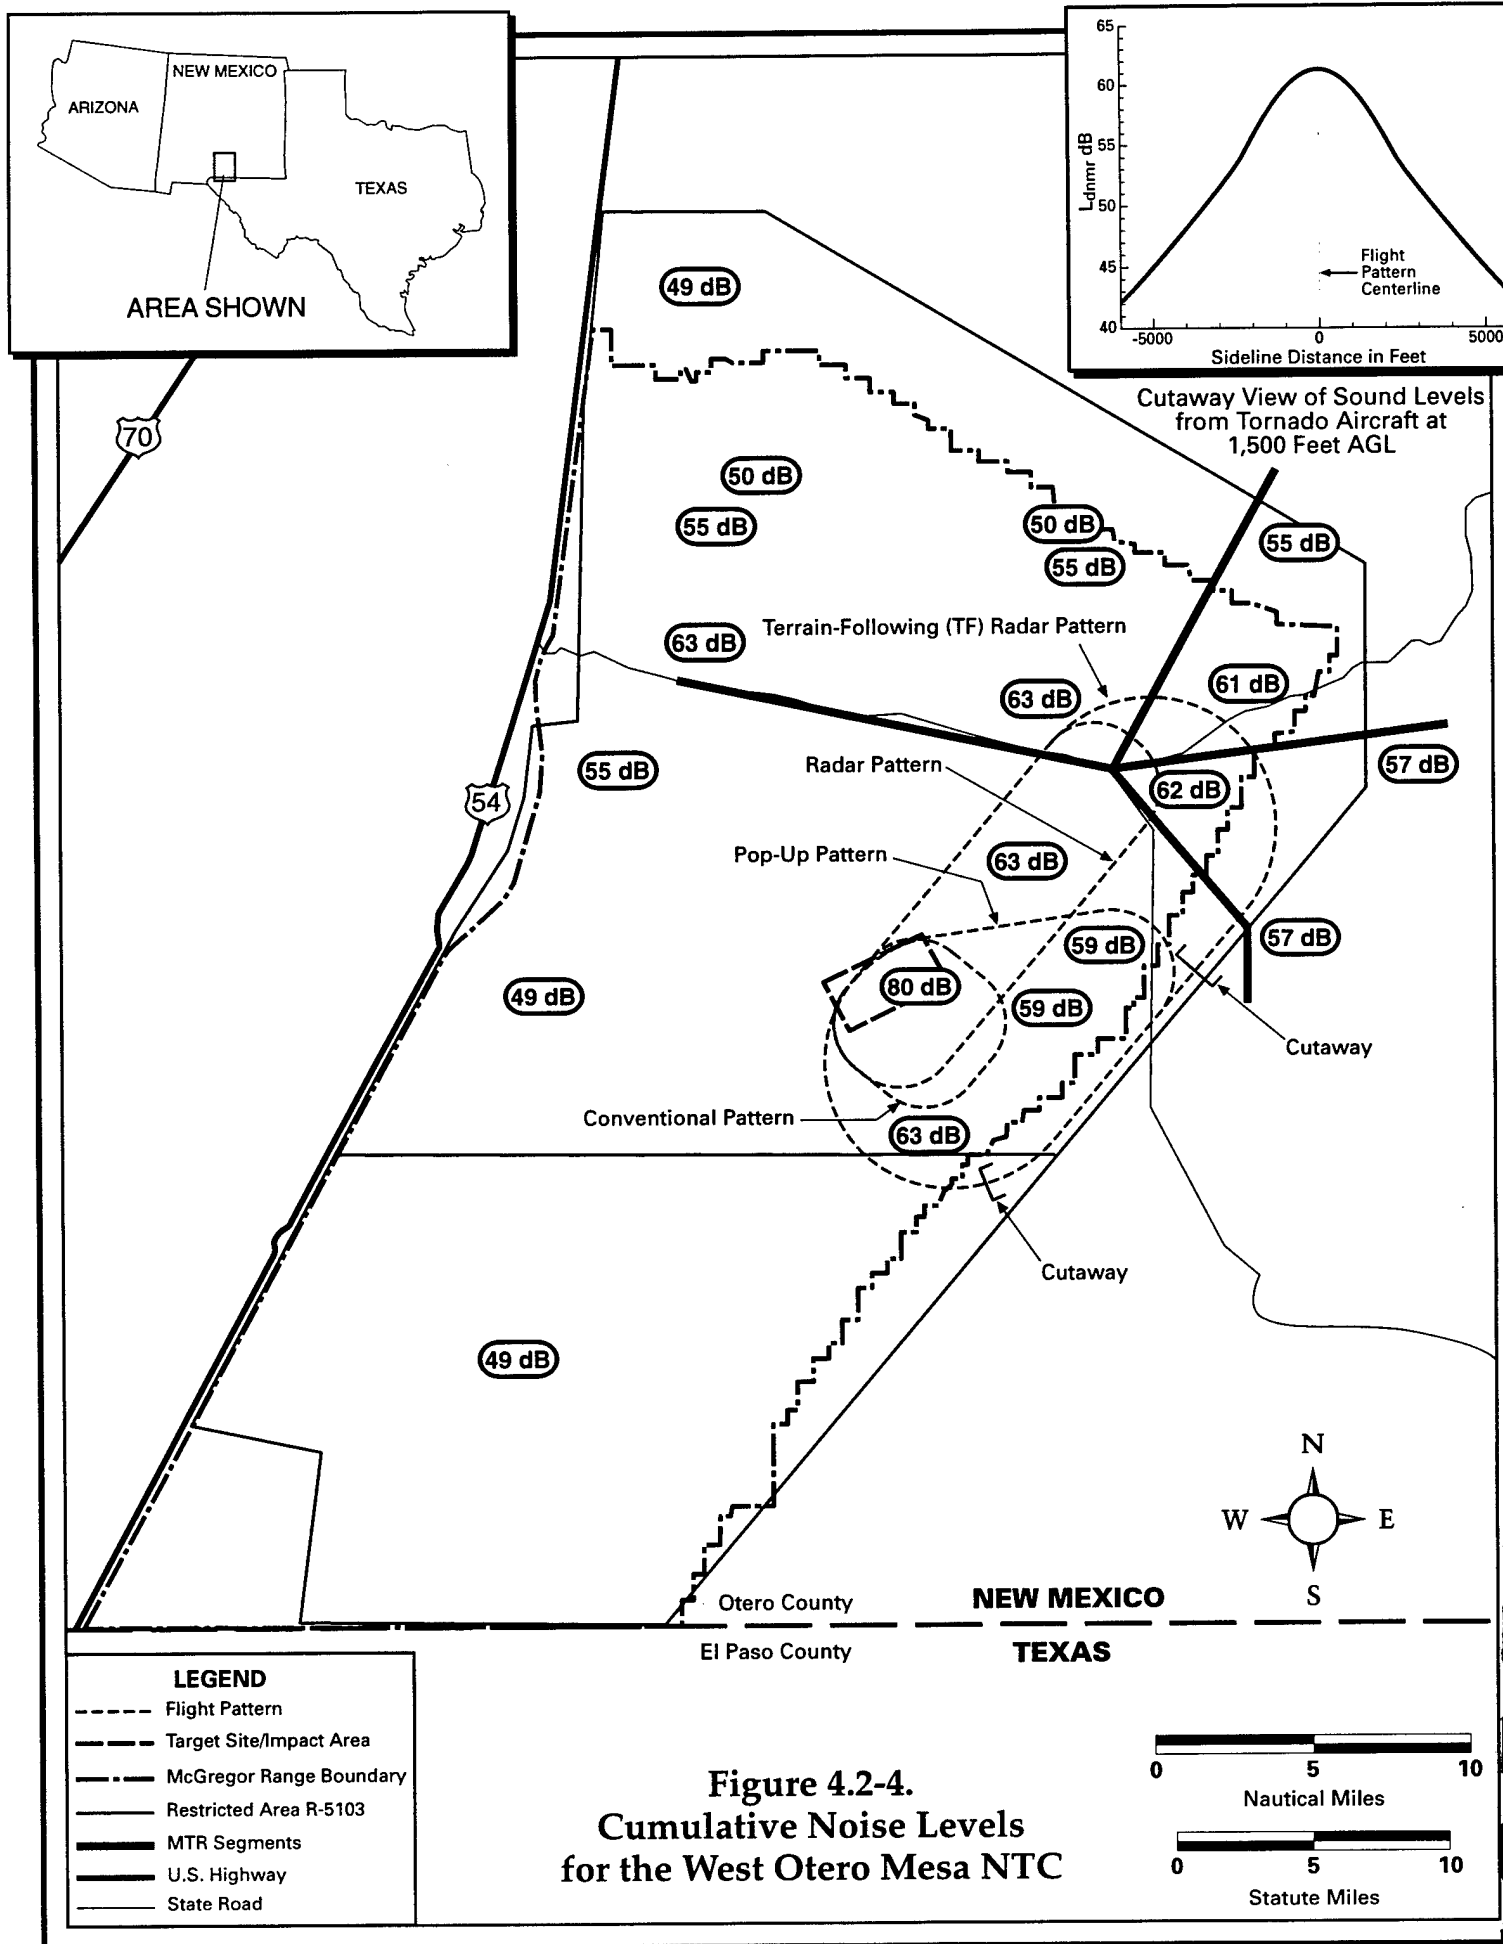 NEW MEXICO
ARIZONA
TEXAS
AREA SHOWN
65
60
55
50
45
40
Ldnmr dB
Flight
Pattern
Centerline
-5000
0
5000
Sideline Distance in Feet
Cutaway View of Sound Levels
from Tornado Aircraft at
1,500 Feet AGL
49 dB
70
50 dB
55 dB
50 dB
55 dB
55 dB
Terrain-Following (TF) Radar Pattern
63 dB
63 dB
61 dB
55 dB
Radar Pattern
57 dB
62 dB
54
Pop-Up Pattern
63 dB
59 dB
57 dB
80 dB
49 dB
59 dB
Cutaway
Conventional Pattern
63 dB
Cutaway
49 dB
N
W
E
S
Otero County
NEW MEXICO
El Paso County
TEXAS
LEGEND
Flight Pattern
Target Site/Impact Area
McGregor Range Boundary
Restricted Area R-5103
MTR Segments
U.S. Highway
State Road
Figure 4.2-4.
Cumulative Noise Levels
for the West Otero Mesa NTC
0
5
10
Nautical Miles
0
5
10
Statute Miles